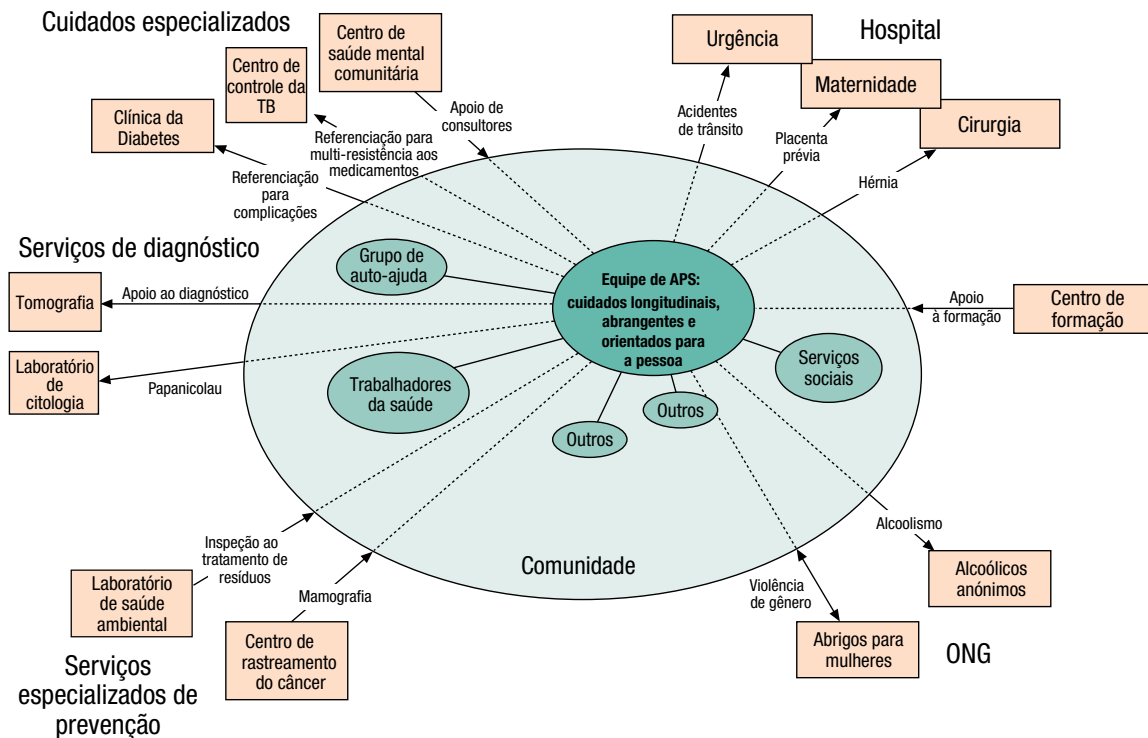 Cuidados especializados
Centro de
saúde mental
comunitária
Centro de
controle da
TB
Clínica da
Diabetes
Apoio de
consultores
Referenciação para
multi-resistência aos
medicamentos
Referenciação
para
complicações
Hospital
Urgência
Maternidade
Cirurgia
Acidentes
de trânsito
Placenta
prévia
Hérnia
Serviços de diagnóstico
Tomografia
Apoio ao diagnóstico
Laboratório
de
citologia
Papanicolau
Grupo de
auto-ajuda
Equipe de APS:
cuidados longitudinais,
abrangentes e
orientados para
a pessoa
Trabalhadores
da saúde
Outros
Outros
Serviços
sociais
Apoio
à formação
Centro de
formação
Comunidade
Inspeção ao
tratamento de
resíduos
Laboratório
de saúde
ambiental
Mamografia
Centro de
rastreamento
do câncer
Serviços
especializados de
prevenção
Alcoolismo
Alcoólicos
anónimos
Violência
de gênero
Abrigos para
mulheres
ONG